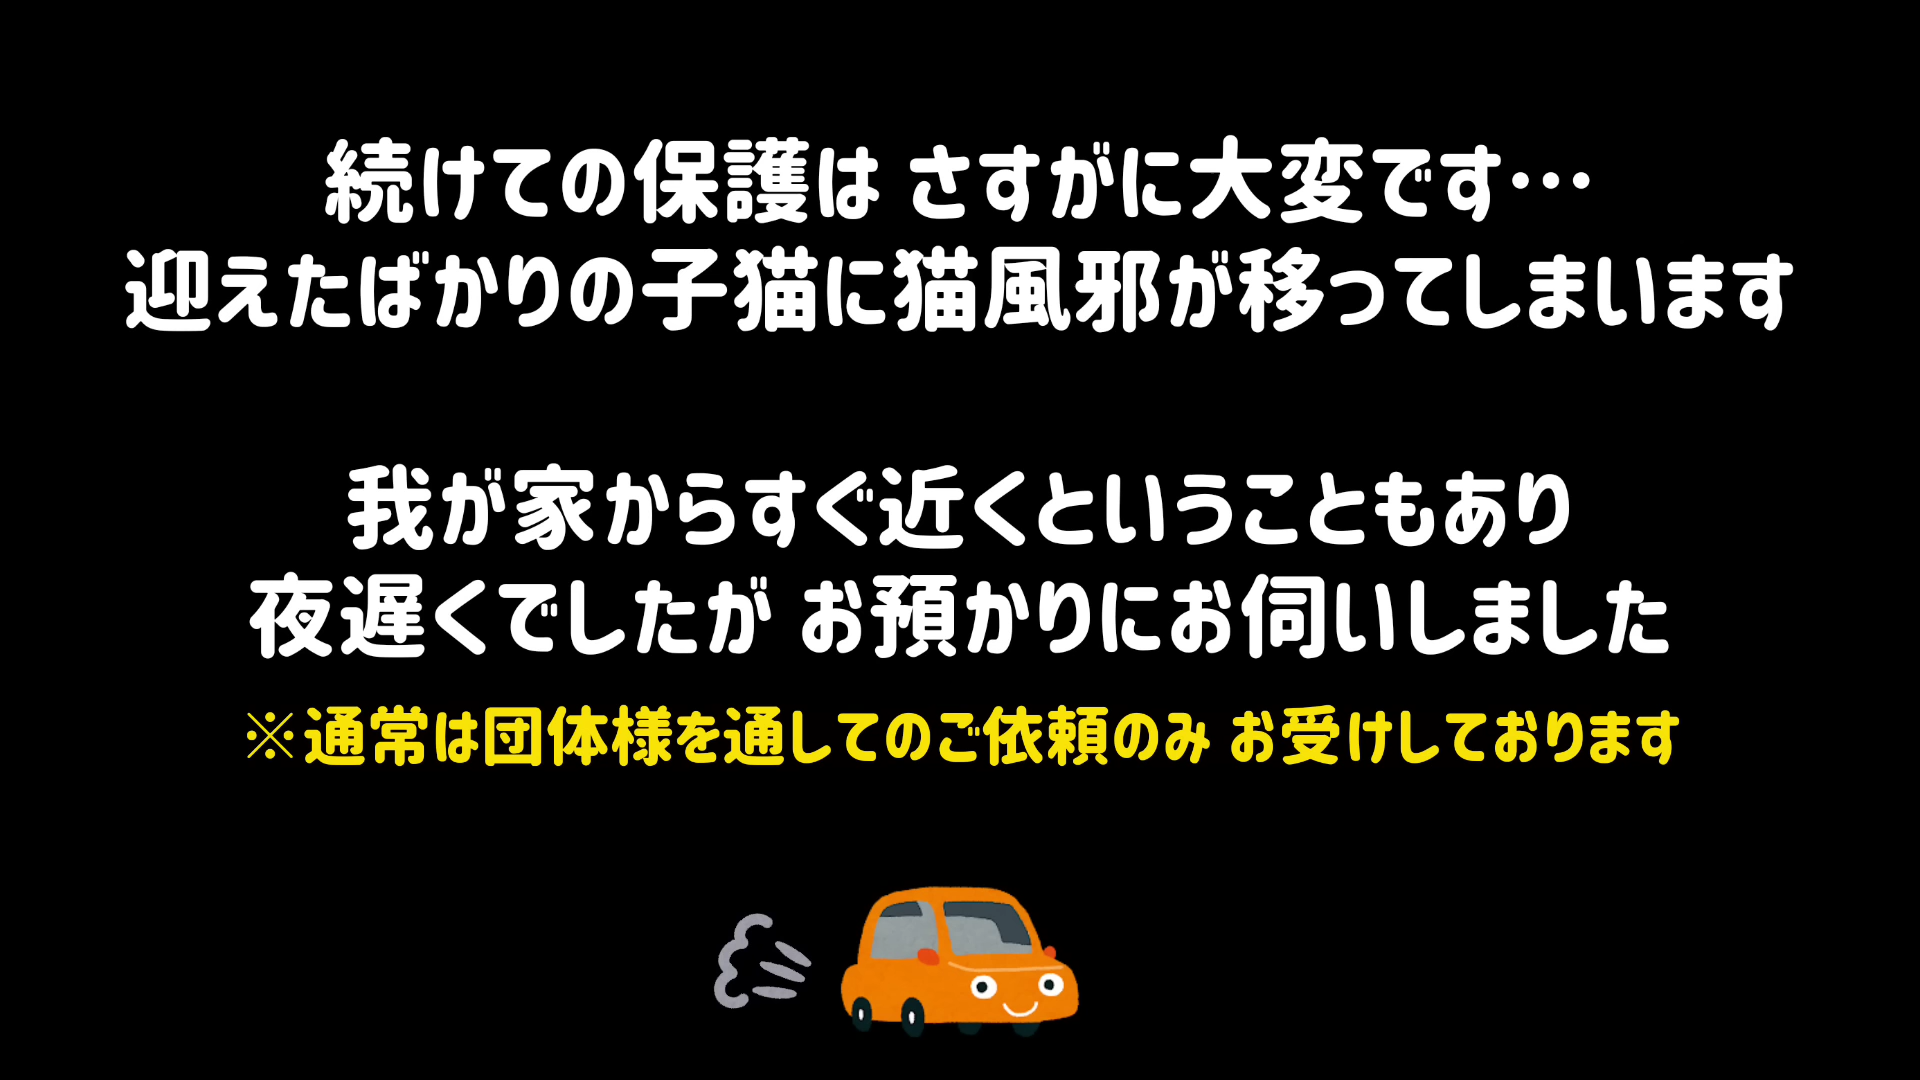 続けての保護は さすがに大変です…
迎えたばかりの子猫に猫風邪が移ってしまいます
我が家からすぐ近くということもあり
夜遅くでしたが お預かりにお伺いしました
※通常は団体様を通してのご依頼のみ お受けしております